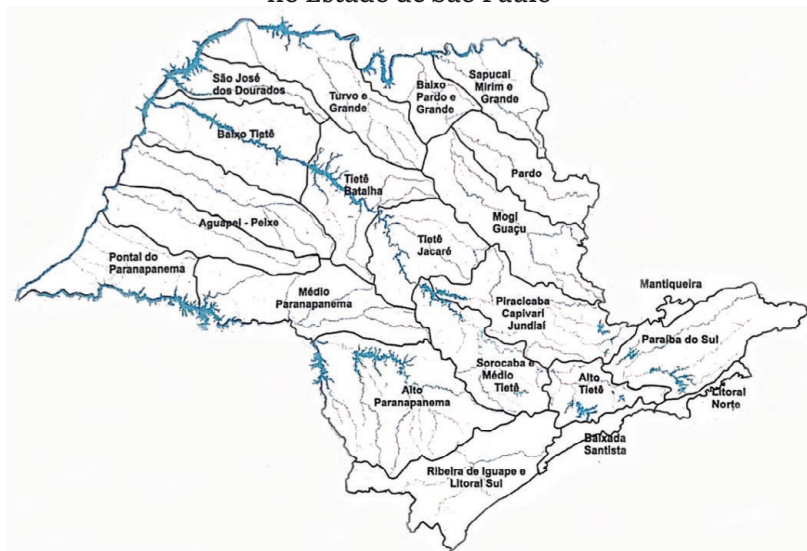 no Estado de São Paulo
São José
dos Dourados
Turvo e
Grande
Baixo
Pardo e
Grande
Sapucaí
Mirim e
Grande
Baixo Tietê
Tietê
Batalha
Pardo
Mogi
Guaçu
Aguapeí - Peixe
Tietê
Jacaré
Pontal do
Paranapanema
Médio
Paranapanema
Piracicaba
Capivari
Jundiaí
Mantiqueira
Paraíba do Sul
Sorocaba e
Médio
Tietê
Alto
Tietê
Alto
Paranapanema
Litoral
Norte
Baixada
Santista
Ribeira de Iguape e
Litoral Sul